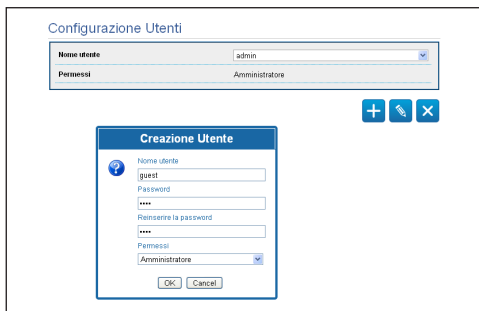 Configurazione Utenti
Nome utente admin
Permessi Amministratore
Creazione Utente
Nome utente
guest
Password
••••
Reinserire la password
••••
Permessi
Amministratore
OK Cancel